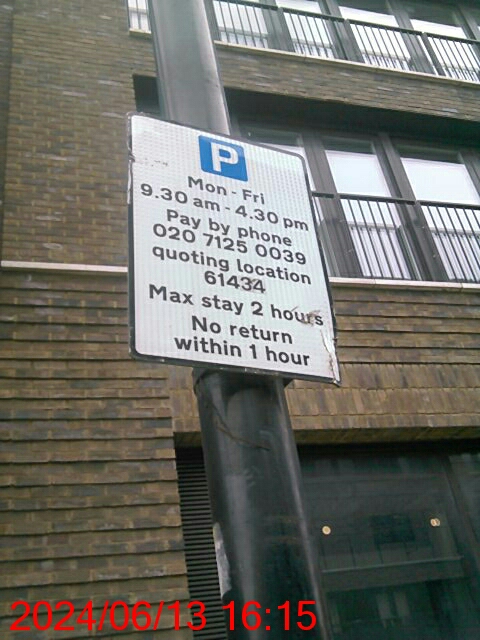 P
Mon - Fri
9.30 am - 4.30 pm
Pay by phone
020 7125 0039
quoting location
61434
Max stay 2 hours
No return
within 1 hour
2024/06/13 16:15